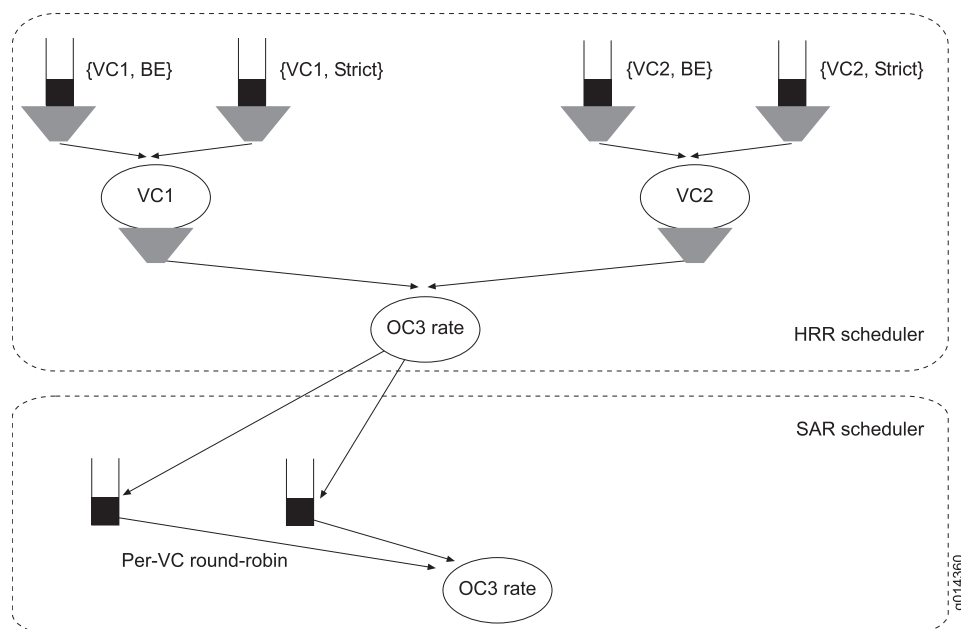 {VC1, BE}
{VC1, Strict}
{VC2, BE}
{VC2, Strict}
VC1
VC2
OC3 rate
HRR scheduler
SAR scheduler
Per-VC round-robin
OC3 rate
g014360